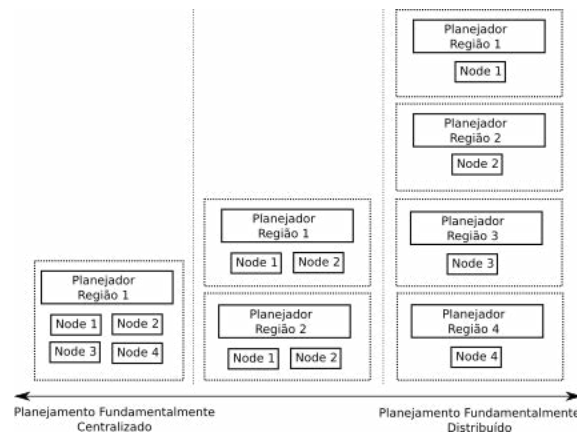 Planejador
Região 1
Node 1
Planejador
Região 2
Node 2
Planejador
Região 1
Node 1 Node 2
Planejador
Região 3
Node 3
Planejador
Região 1
Node 1 Node 2
Node 3 Node 4
Planejador
Região 2
Node 1 Node 2
Planejador
Região 4
Node 4
Planejamento Fundamentalmente
Centralizado
Planejamento Fundamentalmente
Distribuído